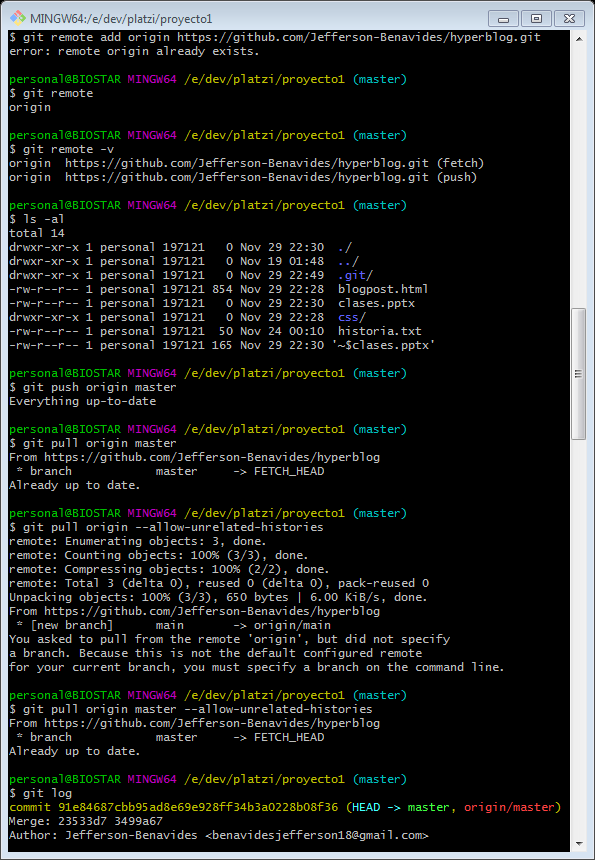 MINGW64:/e/dev/platzi/proyecto1
$ git remote add origin https://github.com/Jefferson-Benavides/hyperblog.git
error: remote origin already exists.
personal@BIOSTAR MINGW64 /e/dev/platzi/proyecto1 (master)
$ git remote
origin
personal@BIOSTAR MINGW64 /e/dev/platzi/proyecto1 (master)
$ git remote -v
origin  https://github.com/Jefferson-Benavides/hyperblog.git (fetch)
origin  https://github.com/Jefferson-Benavides/hyperblog.git (push)
personal@BIOSTAR MINGW64 /e/dev/platzi/proyecto1 (master)
$ ls -al
total 14
drwxr-xr-x 1 personal 197121   0 Nov 29 22:30  ./
drwxr-xr-x 1 personal 197121   0 Nov 19 01:48  ../
drwxr-xr-x 1 personal 197121   0 Nov 29 22:49  .git/
-rw-r--r-- 1 personal 197121 854 Nov 29 22:28  blogpost.html
-rw-r--r-- 1 personal 197121   0 Nov 29 22:30  clases.pptx
drwxr-xr-x 1 personal 197121   0 Nov 29 22:28  css/
-rw-r--r-- 1 personal 197121  50 Nov 24 00:10  historia.txt
-rw-r--r-- 1 personal 197121 165 Nov 29 22:30 '~$clases.pptx'
personal@BIOSTAR MINGW64 /e/dev/platzi/proyecto1 (master)
$ git push origin master
Everything up-to-date
personal@BIOSTAR MINGW64 /e/dev/platzi/proyecto1 (master)
$ git pull origin master
From https://github.com/Jefferson-Benavides/hyperblog
 * branch            master     -> FETCH_HEAD
Already up to date.
personal@BIOSTAR MINGW64 /e/dev/platzi/proyecto1 (master)
$ git pull origin --allow-unrelated-histories
remote: Enumerating objects: 3, done.
remote: Counting objects: 100% (3/3), done.
remote: Compressing objects: 100% (2/2), done.
remote: Total 3 (delta 0), reused 0 (delta 0), pack-reused 0
Unpacking objects: 100% (3/3), 650 bytes | 6.00 KiB/s, done.
From https://github.com/Jefferson-Benavides/hyperblog
 * [new branch]      main       -> origin/main
You asked to pull from the remote 'origin', but did not specify
a branch. Because this is not the default configured remote
for your current branch, you must specify a branch on the command line.
personal@BIOSTAR MINGW64 /e/dev/platzi/proyecto1 (master)
$ git pull origin master --allow-unrelated-histories
From https://github.com/Jefferson-Benavides/hyperblog
 * branch            master     -> FETCH_HEAD
Already up to date.
personal@BIOSTAR MINGW64 /e/dev/platzi/proyecto1 (master)
$ git log
commit 91e84687cbb95ad8e69e928ff34b3a0228b08f36 (HEAD -> master, origin/master)
Merge: 23533d7 3499a67
Author: Jefferson-Benavides <benavidesjefferson18@gmail.com>